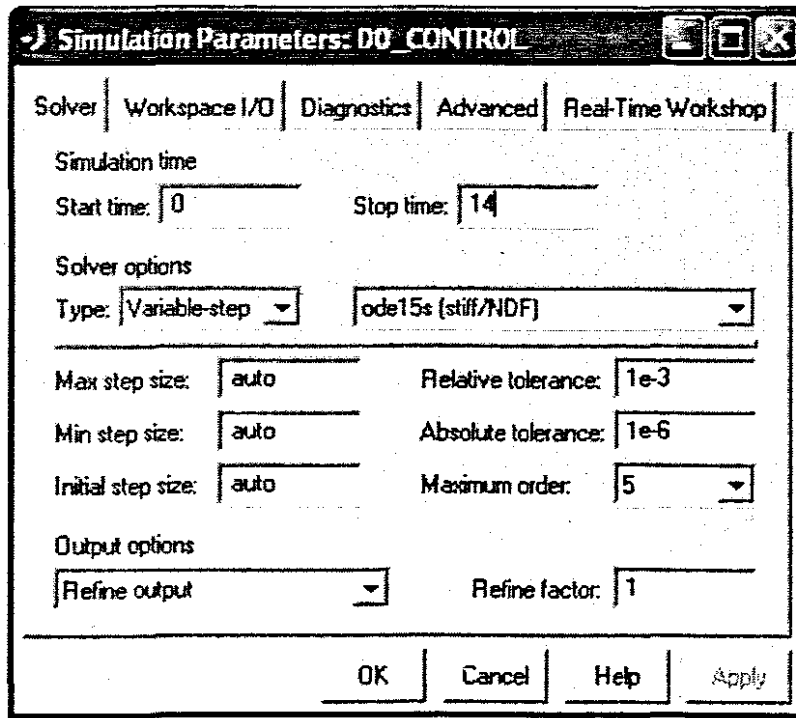 Simulation Parameters: DO_CONTROL
Solver Workspace I/O Diagnostics Advanced Real-Time Workshop
Simulation time
Start time: 0 Stop time: 14
Solver options
Type: Variable-step ode15s (stiff/NDF)
Max step size: auto Relative tolerance: 1e-3
Min step size: auto Absolute tolerance: 1e-6
Initial step size: auto Maximum order: 5
Output options
Refine output Refine factor: 1
OK Cancel Help Apply